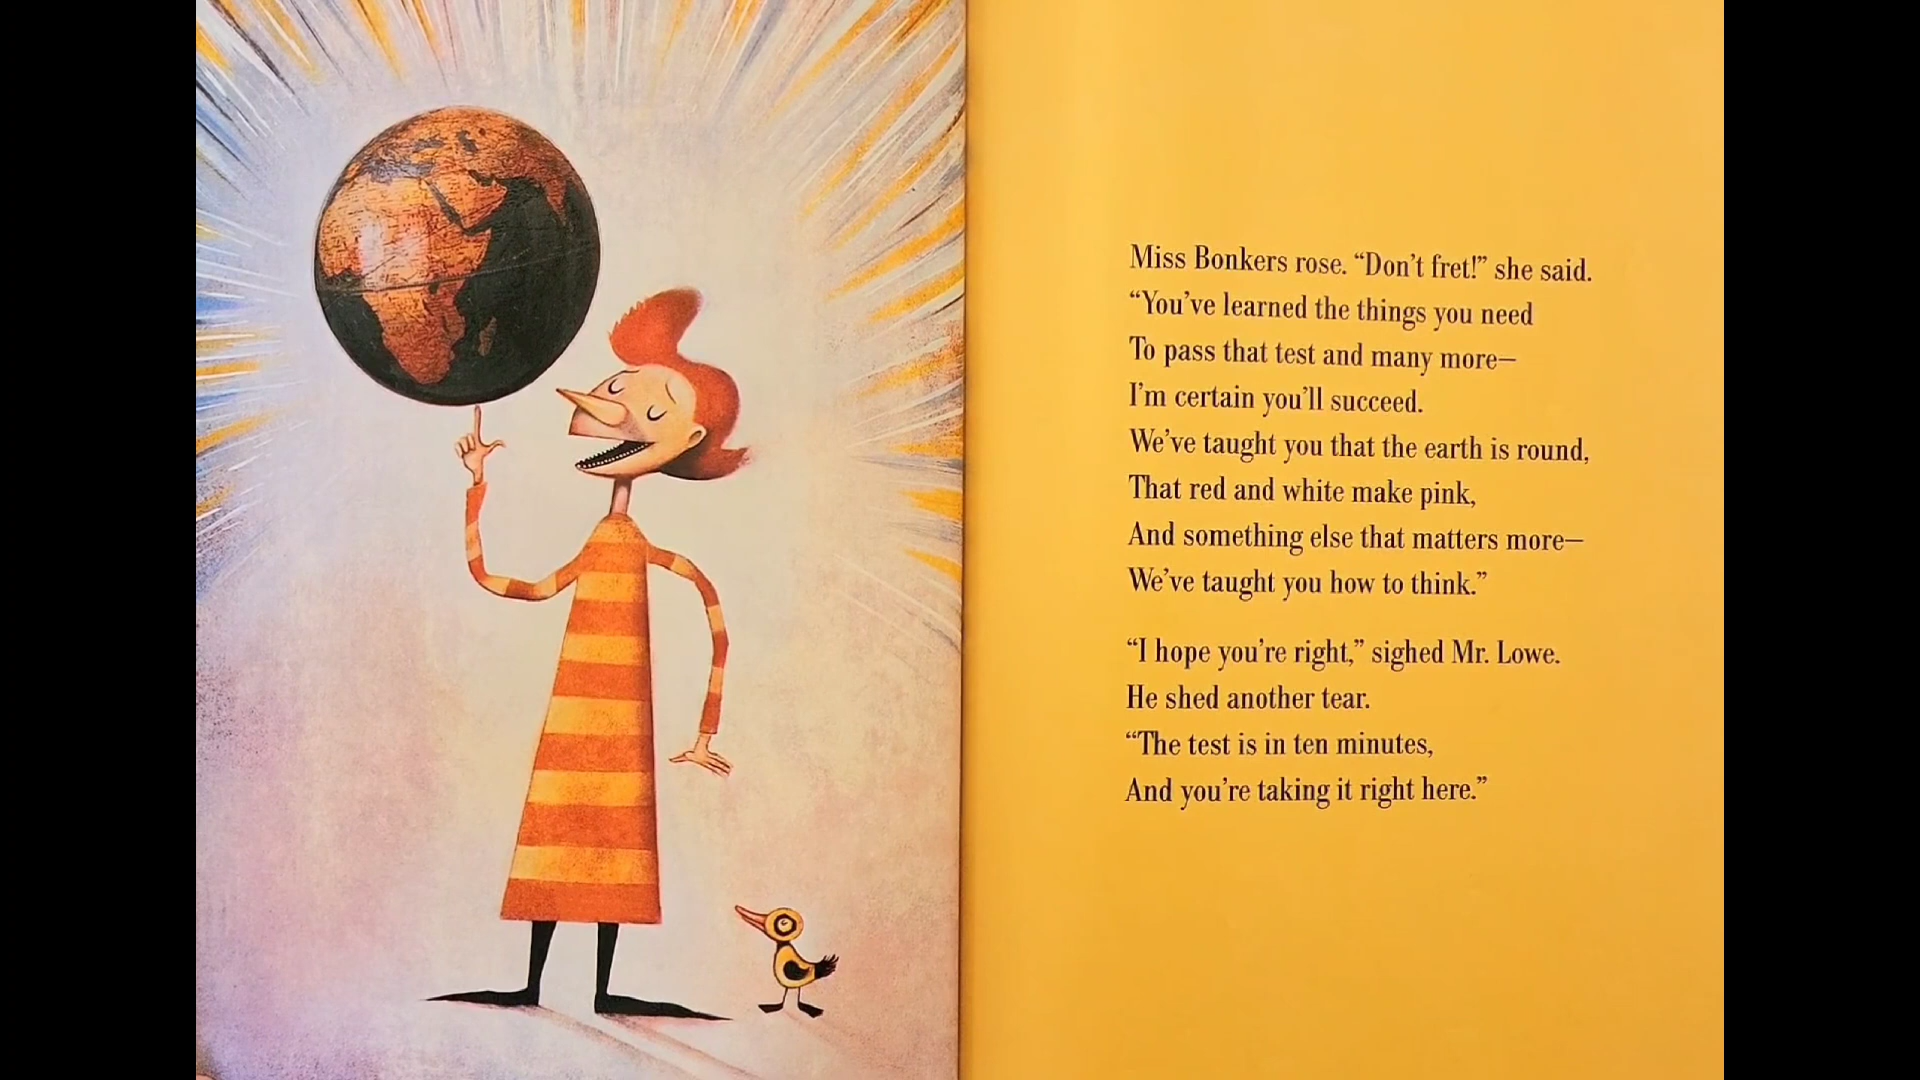 Miss Bonkers rose. “Don’t fret!” she said.
“You’ve learned the things you need
To pass that test and many more—
I’m certain you’ll succeed.
We’ve taught you that the earth is round,
That red and white make pink,
And something else that matters more—
We’ve taught you how to think.”
“I hope you’re right,” sighed Mr. Lowe.
He shed another tear.
“The test is in ten minutes,
And you’re taking it right here.”